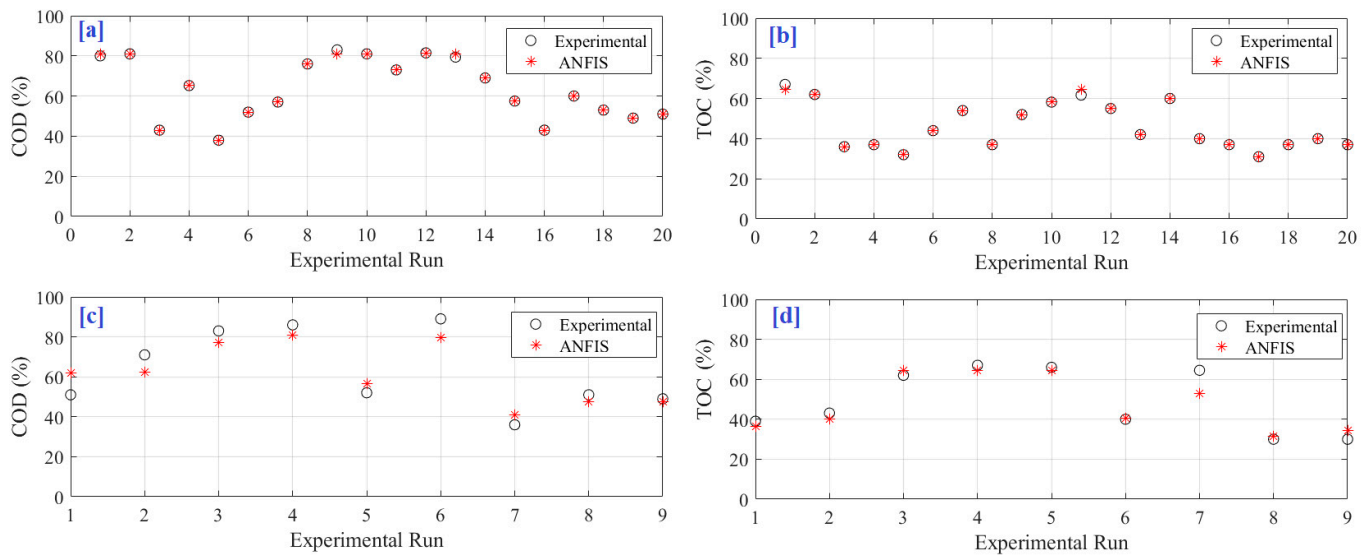 [a]
100
80
60
40
20
0
COD (%)
Experimental
ANFIS
0 2 4 6 8 10 12 14 16 18 20
Experimental Run
[b]
100
80
60
40
20
0
TOC (%)
Experimental
ANFIS
0 2 4 6 8 10 12 14 16 18 20
Experimental Run
[c]
100
80
60
40
20
0
COD (%)
Experimental
ANFIS
1 2 3 4 5 6 7 8 9
Experimental Run
[d]
100
80
60
40
20
0
TOC (%)
Experimental
ANFIS
1 2 3 4 5 6 7 8 9
Experimental Run